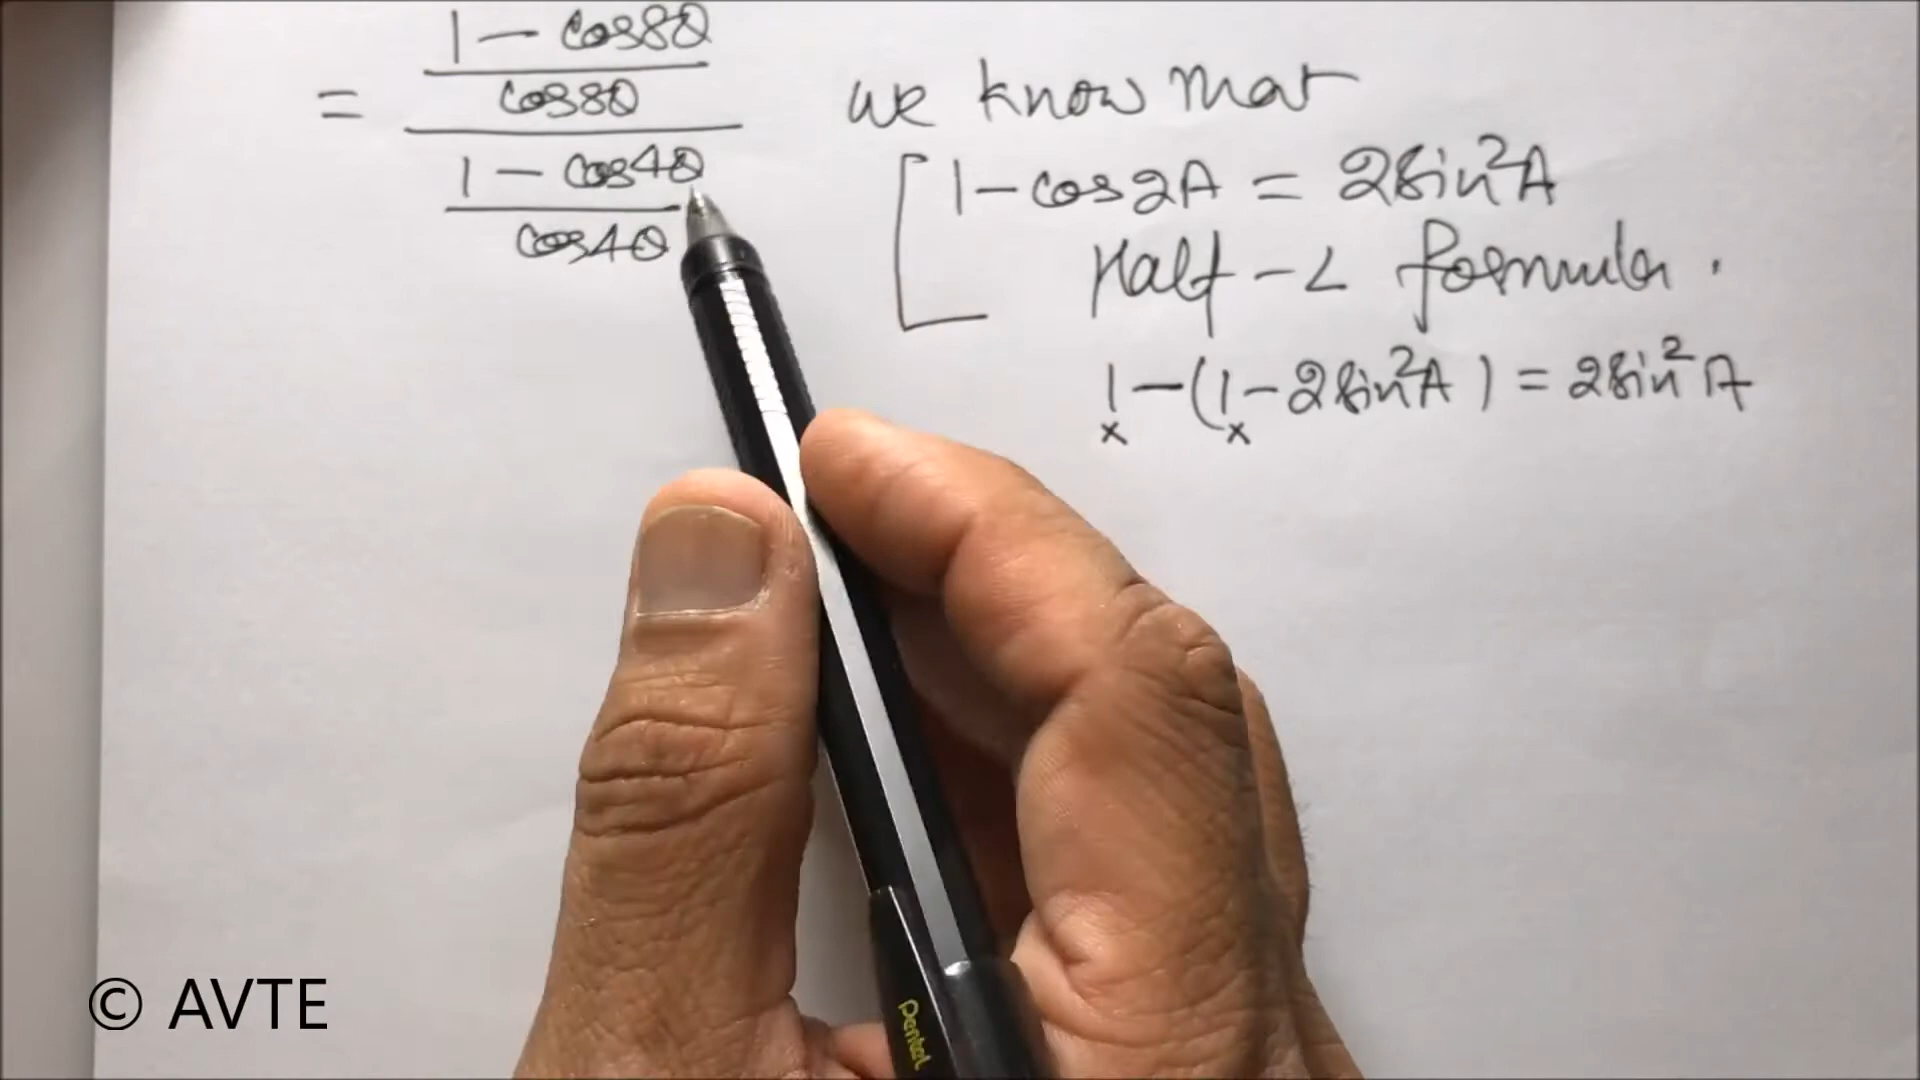 1 - cos8θ
cos8θ
=
1 - cos4θ
cos4θ
we know that
1 - cos2A = 2sin²A
Half - ∠ formula.
1 - (1 - 2sin²A) = 2sin²A
x x
© AVTE
Pentel